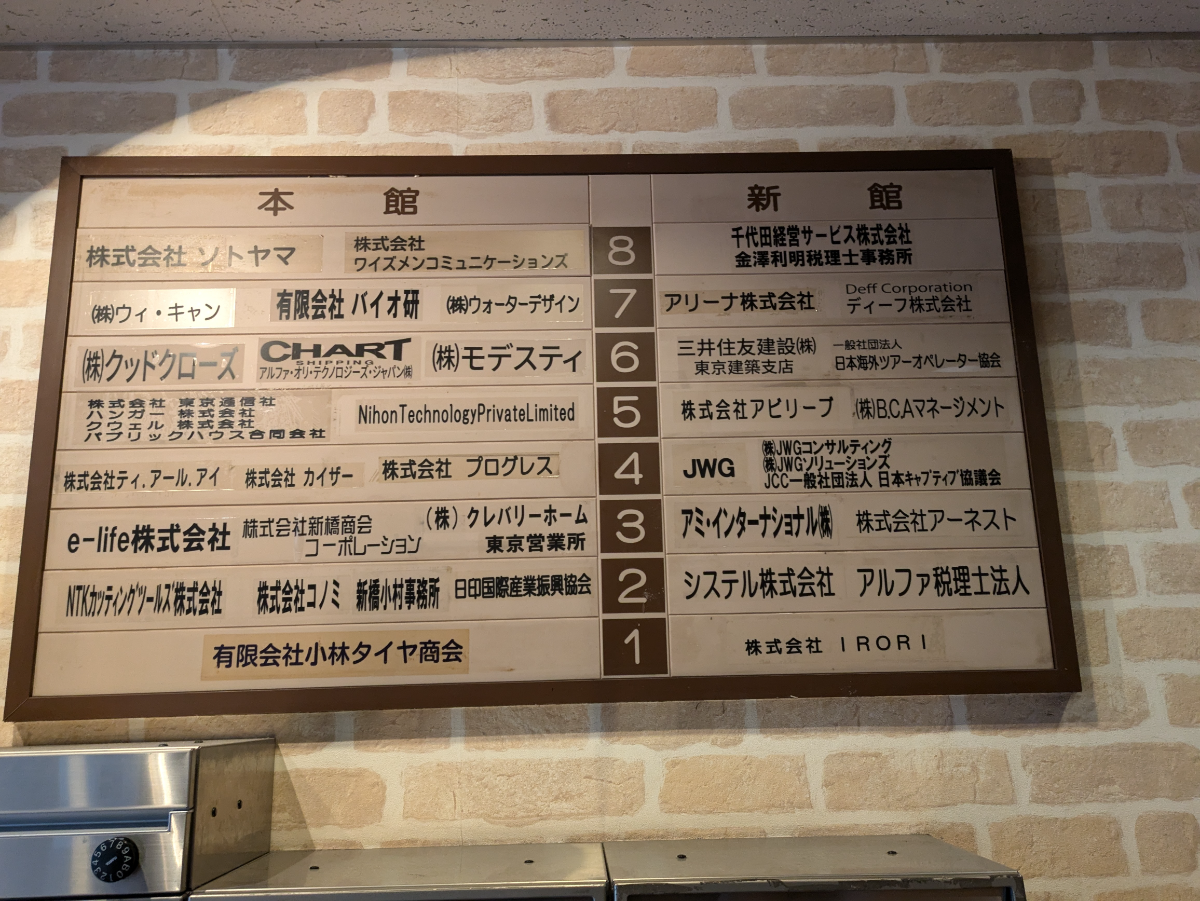 本館
新館
株式会社 ソトヤマ
株式会社
ワイズメンコミュニケーションズ
8
千代田経営サービス株式会社
金澤利明税理士事務所
㈱ウィ・キャン
有限会社 バイオ研
㈱ウォーターデザイン
7
アリーナ株式会社
Deff Corporation
ディーフ株式会社
㈱クッドクローズ
CHART
SHIPPING
アルファ・オリ・テクノロジーズ・ジャパン㈱
(株)モデスティ
6
三井住友建設㈱
東京建築支店
一般社団法人
日本海外ツアーオペレーター協会
株式会社 東京通信社
ハンガー 株式会社
クウェル 株式会社
パブリックハウス合同会社
NihonTechnologyPrivateLimited
5
株式会社アビリーブ
㈱B.C.Aマネージメント
株式会社ティ.アール.アイ
株式会社 カイザー
株式会社 プログレス
4
JWG
㈱JWGコンサルティング
㈱JWGソリューションズ
JCC一般社団法人 日本キャプティブ協議会
e-life株式会社
株式会社新橋商会
コーポレーション
(株) クレバリーホーム
東京営業所
3
アミ・インターナショナル㈱
株式会社アーネスト
NTKカッティングツールズ株式会社
株式会社コノミ 新橋小村事務所
日印国際産業振興協会
2
システル株式会社
アルファ税理士法人
有限会社小林タイヤ商会
1
株式会社 IRORI